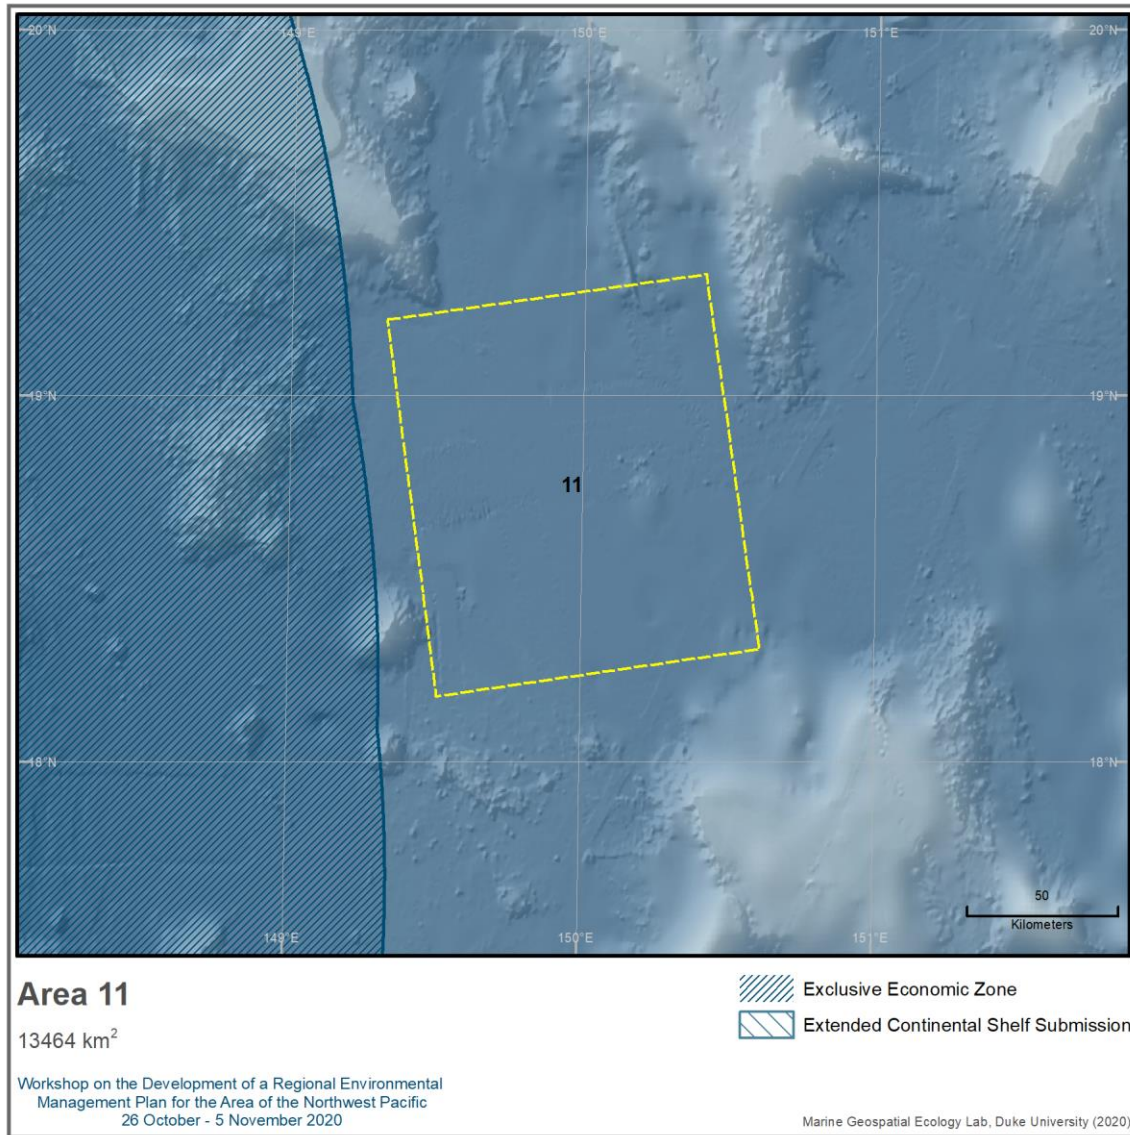 20°N 149°E 150°E 151°E 20°N
19°N 19°N
11
18°N 18°N
50
Kilometers
149°E 150°E 151°E
Area 11
13464 km²
Exclusive Economic Zone
Extended Continental Shelf Submission
Workshop on the Development of a Regional Environmental
Management Plan for the Area of the Northwest Pacific
26 October - 5 November 2020
Marine Geospatial Ecology Lab, Duke University (2020)